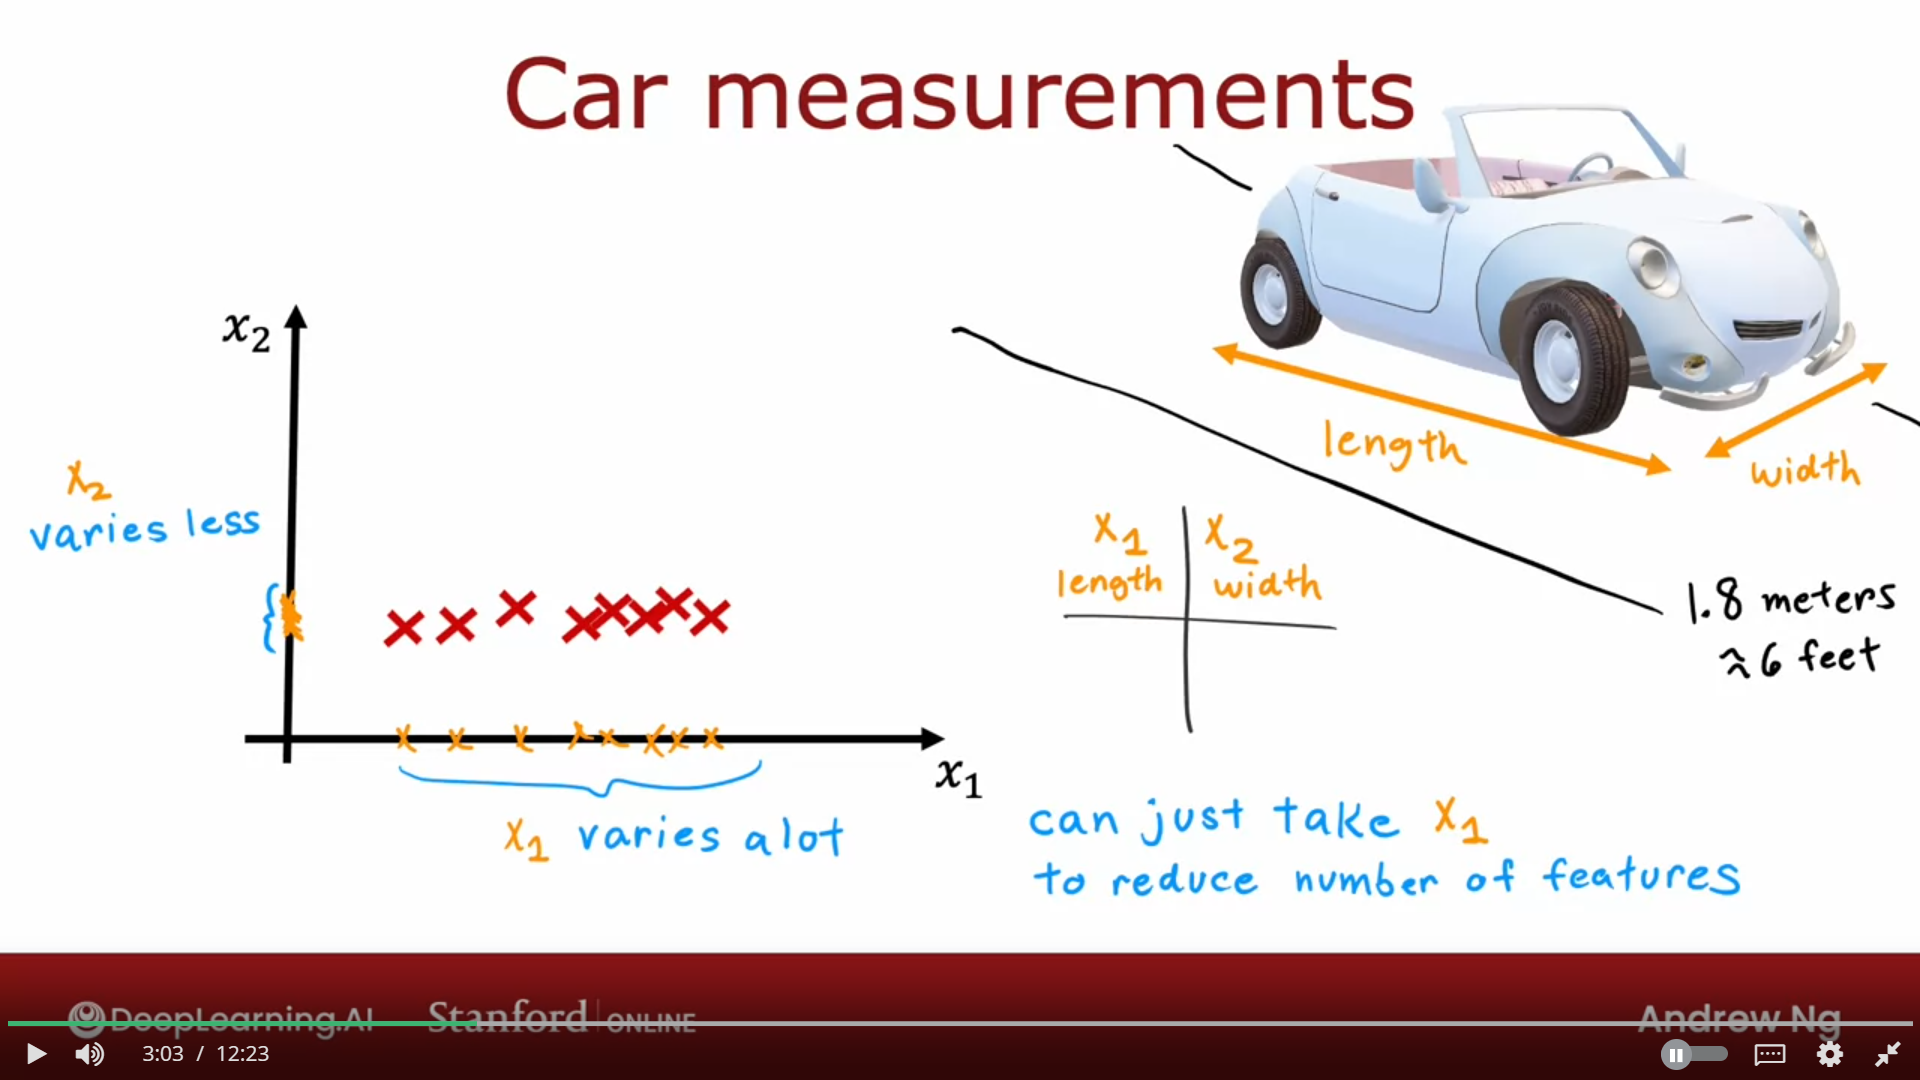 Car measurements
x₂
x₂
varies less
length
width
x₁ x₂
length width
1.8 meters
≈ 6 feet
x₁
x₁ varies a lot
can just take x₁
to reduce number of features
DeepLearning.AI Stanford ONLINE Andrew Ng
3:03 / 12:23